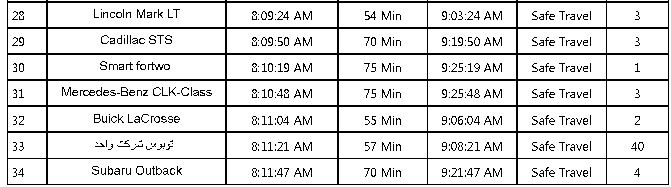 28 Lincoln Mark LT 8:09:24 AM 54 Min 9:03:24 AM Safe Travel 3
29 Cadillac STS 8:09:50 AM 70 Min 9:19:50 AM Safe Travel 3
30 Smart fortwo 8:10:19 AM 75 Min 9:25:19 AM Safe Travel 1
31 Mercedes-Benz CLK-Class 8:10:48 AM 75 Min 9:25:48 AM Safe Travel 3
32 Buick LaCrosse 8:11:04 AM 55 Min 9:06:04 AM Safe Travel 2
33 توبوس شركت واحد 8:11:21 AM 57 Min 9:08:21 AM Safe Travel 40
34 Subaru Outback 8:11:47 AM 70 Min 9:21:47 AM Safe Travel 4